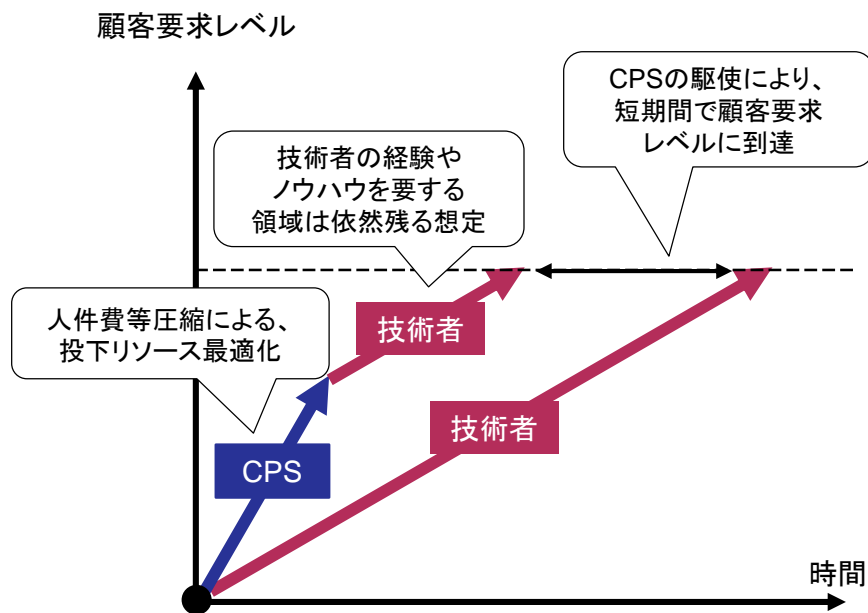 顧客要求レベル
CPSの駆使により、
短期間で顧客要求
レベルに到達
技術者の経験や
ノウハウを要する
領域は依然残る想定
人件費等圧縮による、
投下リソース最適化
技術者
技術者
CPS
時間